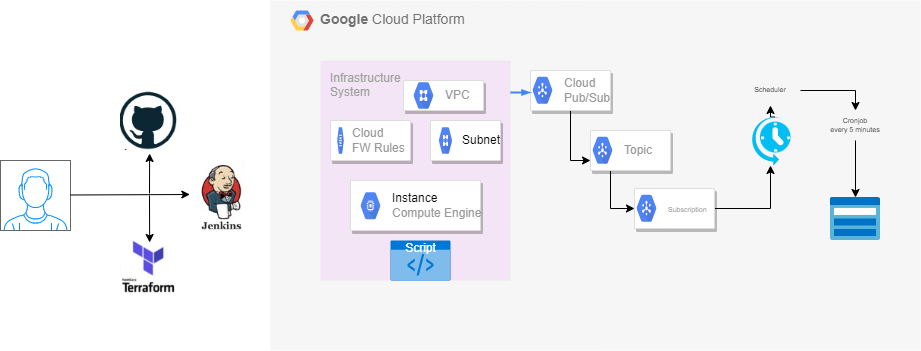 Google Cloud Platform
Infrastructure
System
VPC
Cloud
FW Rules
Subnet
Instance
Compute Engine
Script
Cloud
Pub/Sub
Topic
Subscription
Scheduler
Cronjob
every 5 minutes
Jenkins
HashiCorp
Terraform